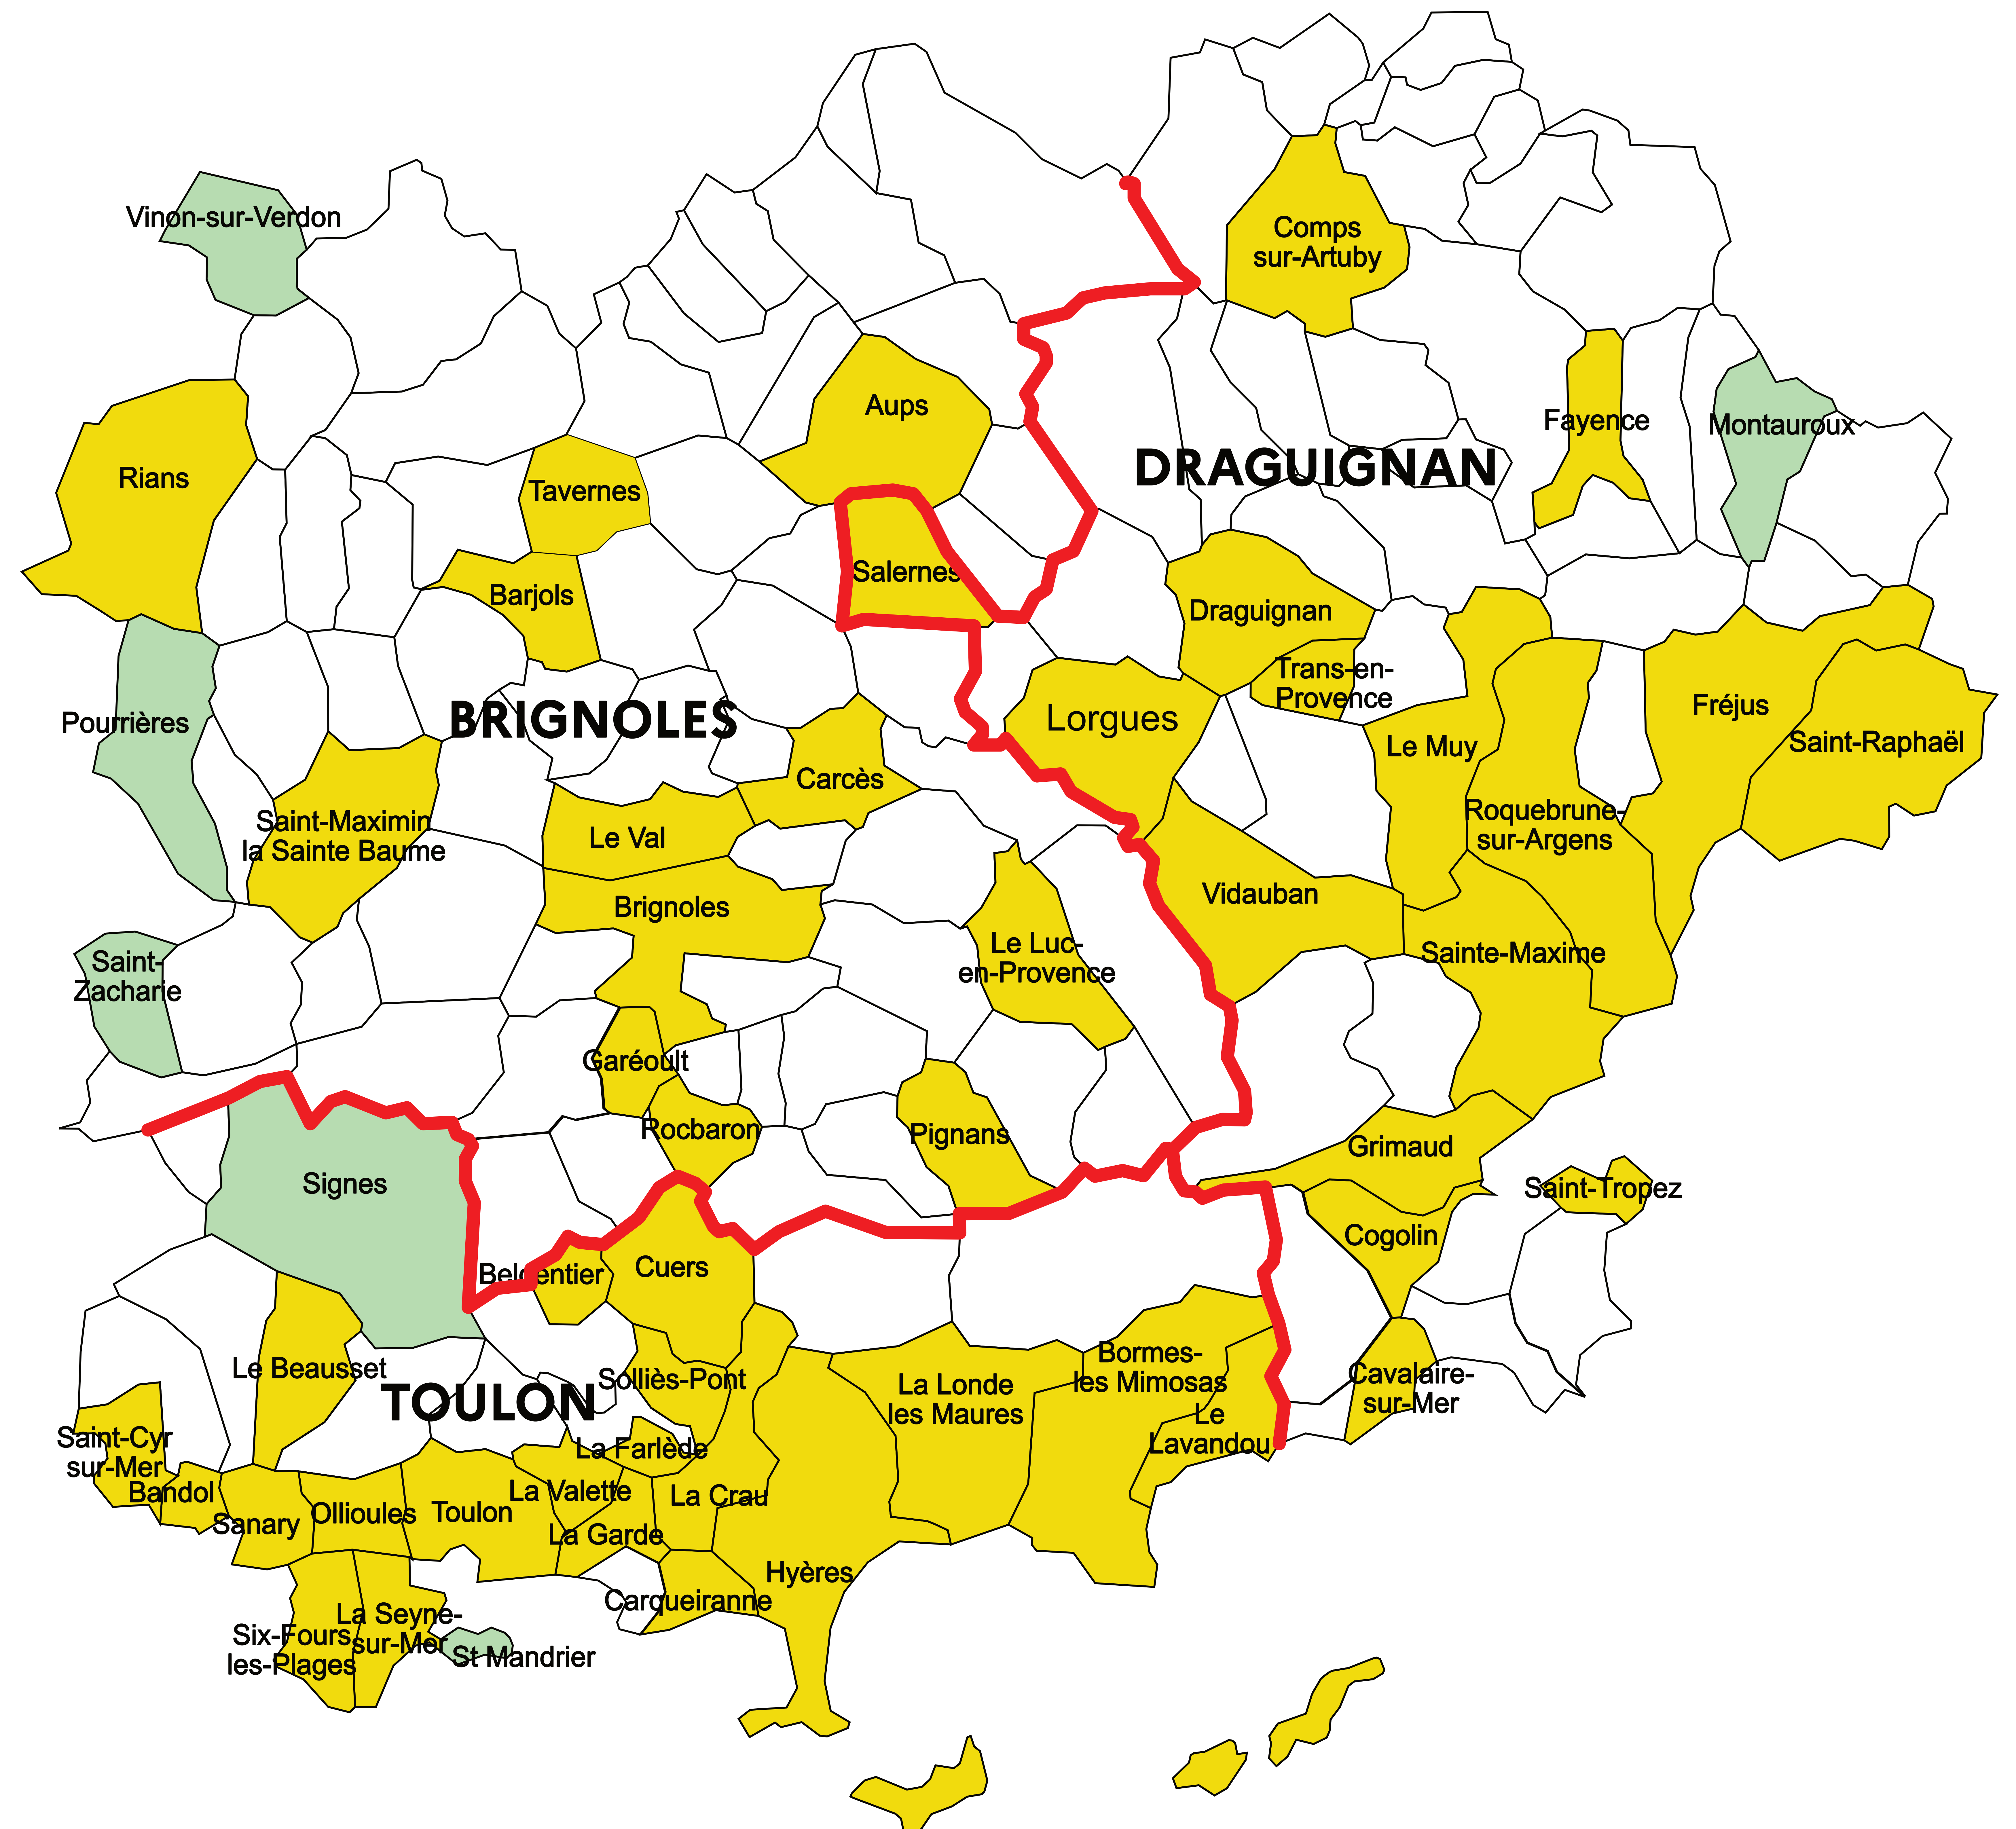 Vinon-sur-Verdon
Comps
sur-Artuby
Aups
Fayence
Montauroux
Rians
DRAGUIGNAN
Tavernes
Salernes
Barjols
Draguignan
Trans-en-
Provence
Pourrières
BRIGNOLES
Lorgues
Fréjus
Le Muy
Saint-Raphaël
Carcès
Saint-Maximin
la Sainte Baume
Le Val
Roquebrune-
sur-Argens
Brignoles
Vidauban
Le Luc-
en-Provence
Sainte-Maxime
Saint-
Zacharie
Garéoult
Rocbaron
Pignans
Grimaud
Signes
Saint-Tropez
Cogolin
Belgentier
Cuers
Le Beausset
TOULON
Solliès-Pont
La Londe
les Maures
Bormes-
les Mimosas
Cavalaire-
sur-Mer
Le
Lavandou
Saint-Cyr
sur-Mer
Bandol
La Farlède
La Valette
La Crau
Sanary
Ollioules
Toulon
La Garde
Hyères
Carqueiranne
Six-Fours
les-Plages
La Seyne-
sur-Mer
St Mandrier